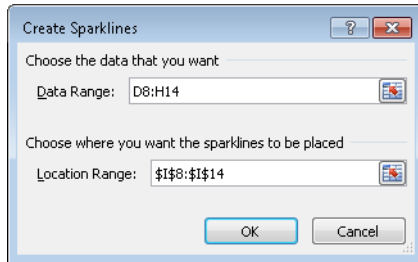 Create Sparklines
Choose the data that you want
Data Range: D8:H14
Choose where you want the sparklines to be placed
Location Range: $I$8:$I$14
OK Cancel